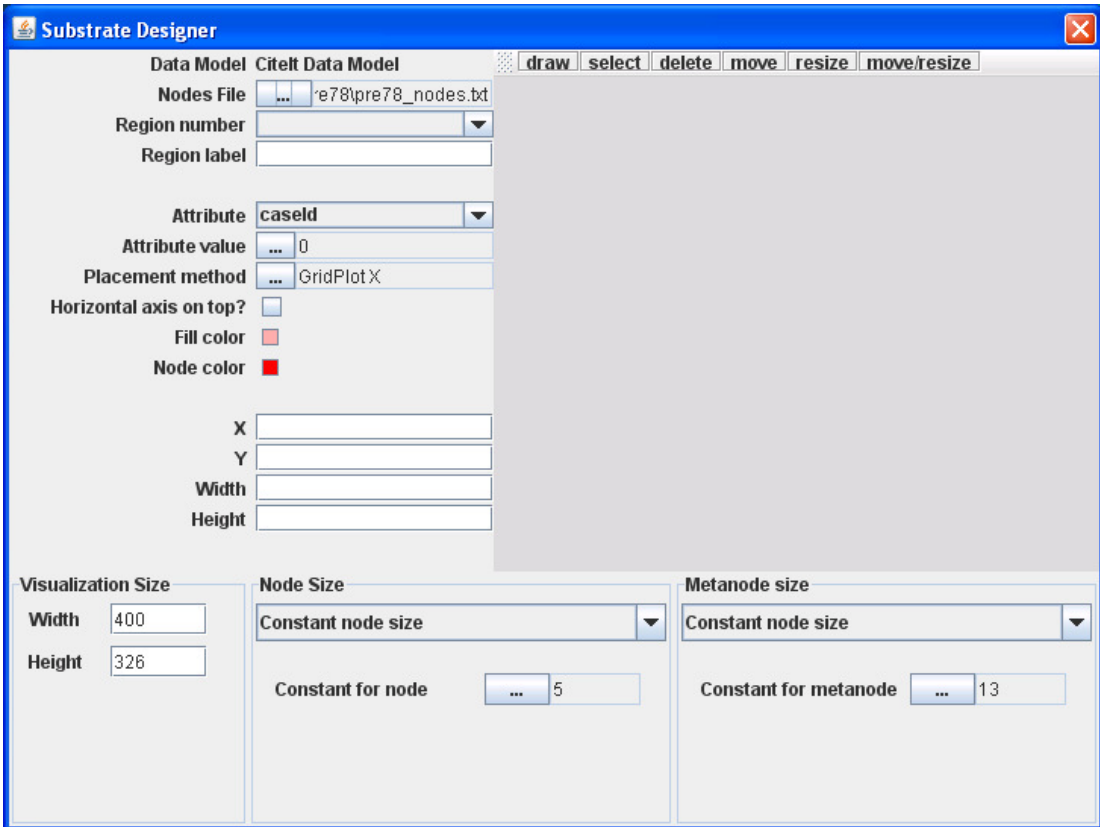 Substrate Designer
Data Model CiteIt Data Model
draw select delete move resize move/resize
Nodes File ... re78\pre78_nodes.txt
Region number
Region label
Attribute caseId
Attribute value ... 0
Placement method ... GridPlot X
Horizontal axis on top?
Fill color
Node color
X
Y
Width
Height
Visualization Size
Width 400
Height 326
Node Size
Constant node size
Constant for node ... 5
Metanode size
Constant node size
Constant for metanode ... 13